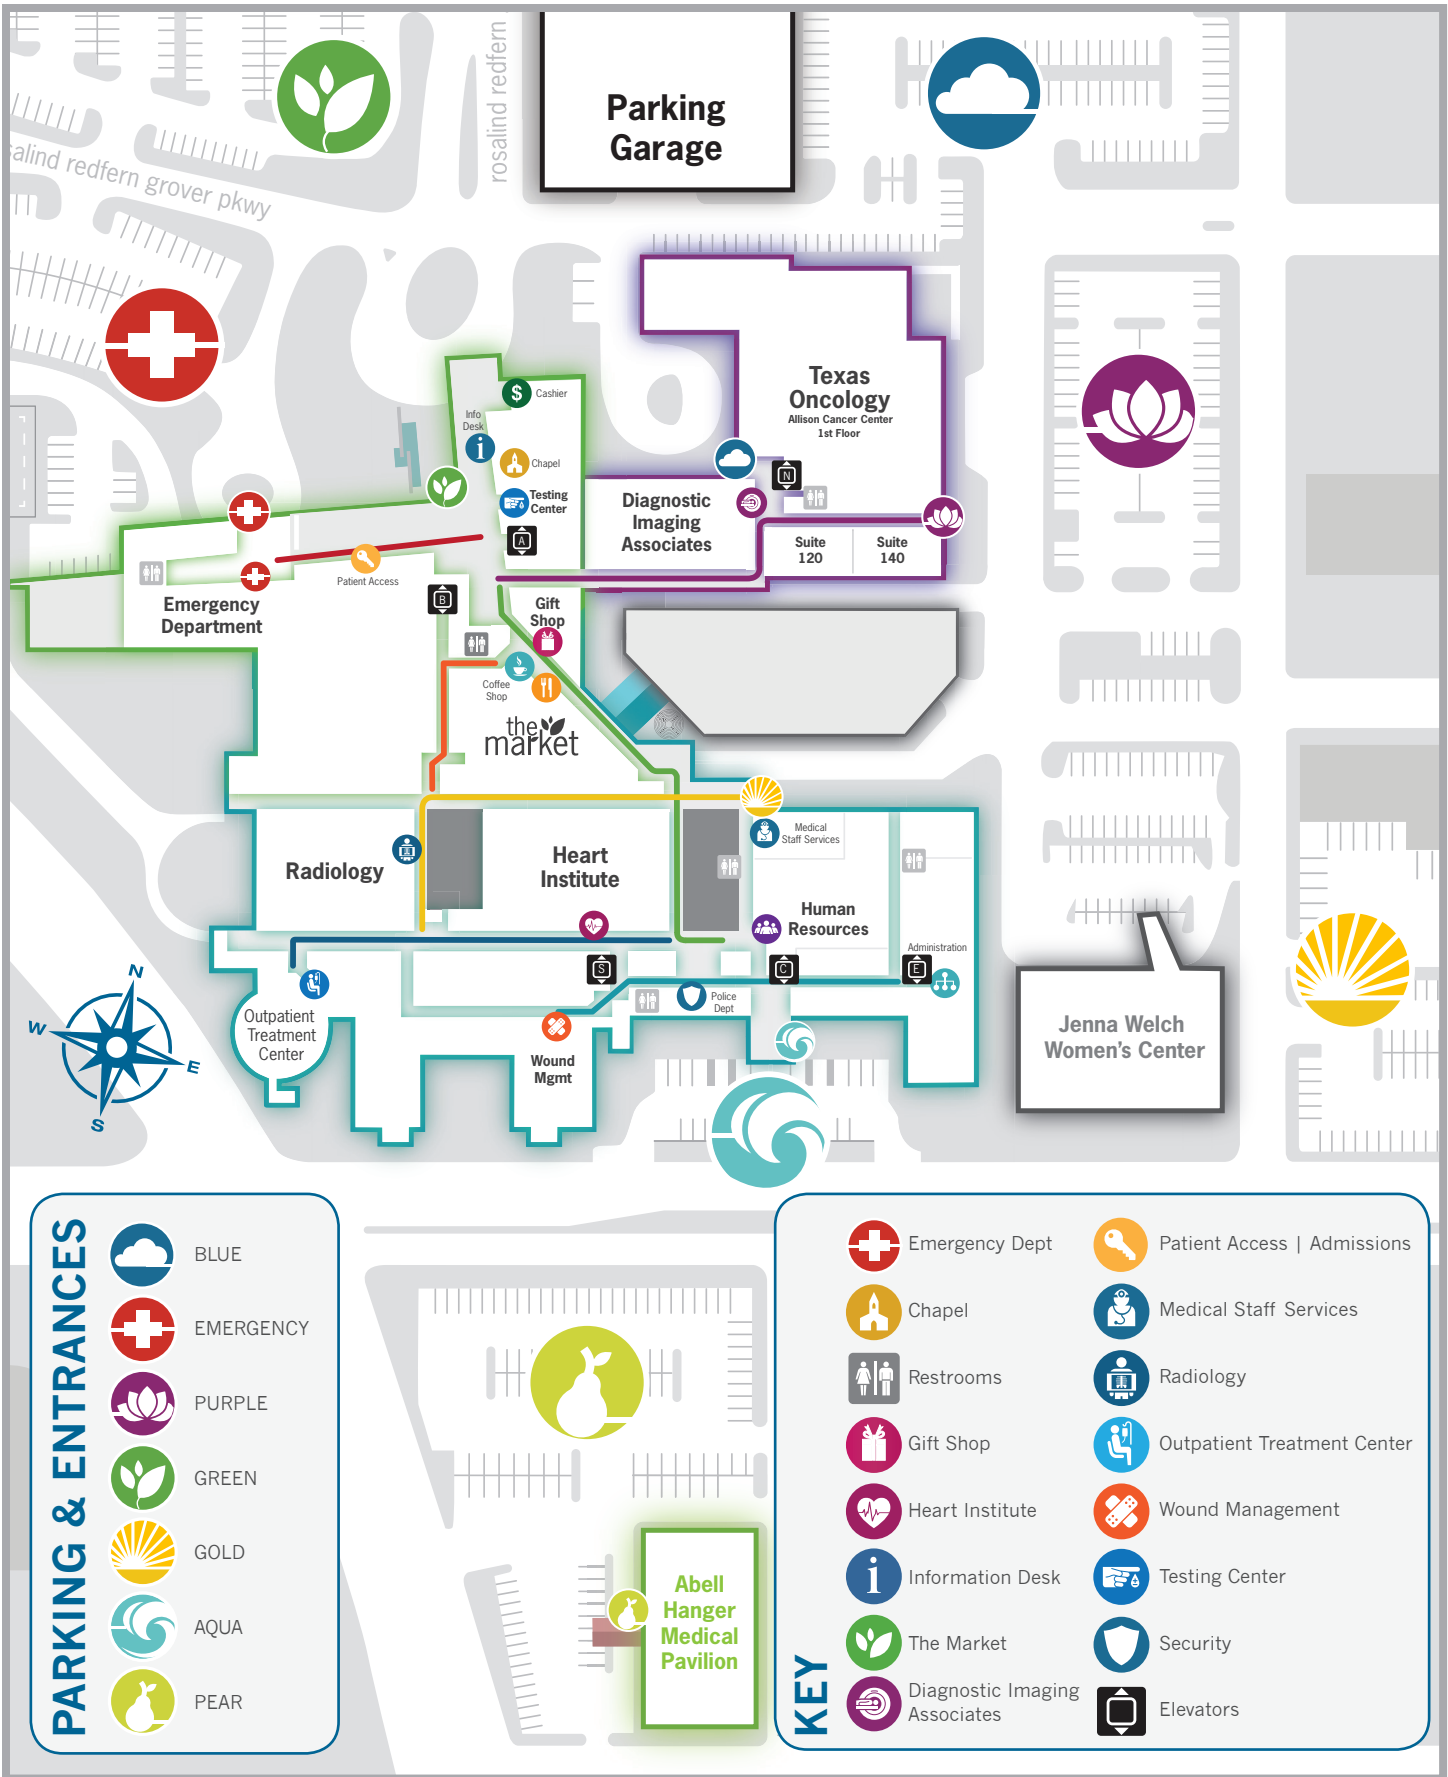 rosalind redfern
Parking
Garage
salind redfern grover pkwy
Texas
Oncology
Allison Cancer Center
1st Floor
$
Cashier
Info
Desk
i
Chapel
N
Testing
Center
Diagnostic
Imaging
Associates
A
Suite
120
Suite
140
Patient Access
B
Emergency
Department
Gift
Shop
Coffee
Shop
the
market
Medical
Staff Services
Radiology
Heart
Institute
Human
Resources
Administration
S
C
E
N
W
E
S
Outpatient
Treatment
Center
Police
Dept
Wound
Mgmt
Jenna Welch
Women's Center
PARKING & ENTRANCES
BLUE
EMERGENCY
PURPLE
GREEN
GOLD
AQUA
PEAR
Abell
Hanger
Medical
Pavilion
KEY
Emergency Dept
Chapel
Restrooms
Gift Shop
Heart Institute
i
Information Desk
The Market
Diagnostic Imaging
Associates
Patient Access | Admissions
Medical Staff Services
Radiology
Outpatient Treatment Center
Wound Management
Testing Center
Security
Elevators